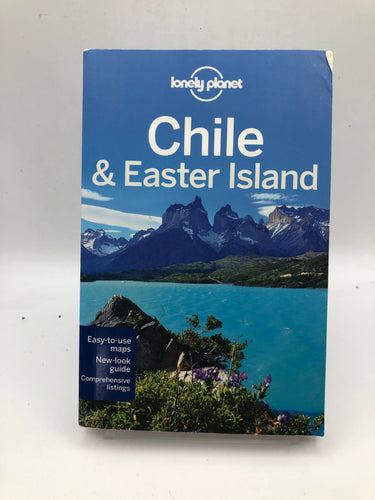 lonely planet
Chile
& Easter Island
Easy-to-use
maps
New-look
guide
Comprehensive
listings